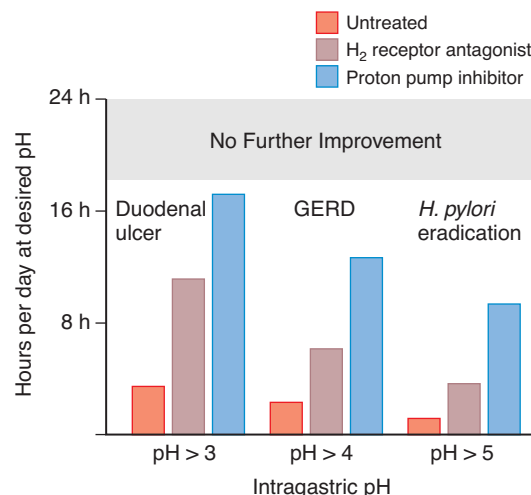 Untreated
H₂ receptor antagonist
Proton pump inhibitor
24 h
No Further Improvement
16 h
Duodenal
ulcer
GERD
H. pylori
eradication
8 h
Hours per day at desired pH
pH > 3
pH > 4
pH > 5
Intragastric pH